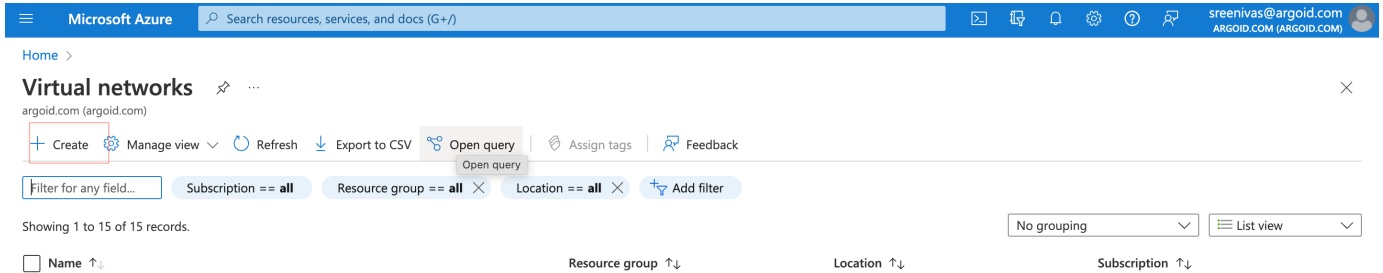 Microsoft Azure
Search resources, services, and docs (G+/)
sreenivas@argoid.com
ARGOID.COM (ARGOID.COM)
Home >
Virtual networks
argoid.com (argoid.com)
Create Manage view Refresh Export to CSV Open query Assign tags Feedback
Open query
Filter for any field... Subscription == all Resource group == all Location == all Add filter
Showing 1 to 15 of 15 records.
No grouping List view
Name ↑↓ Resource group ↑↓ Location ↑↓ Subscription ↑↓